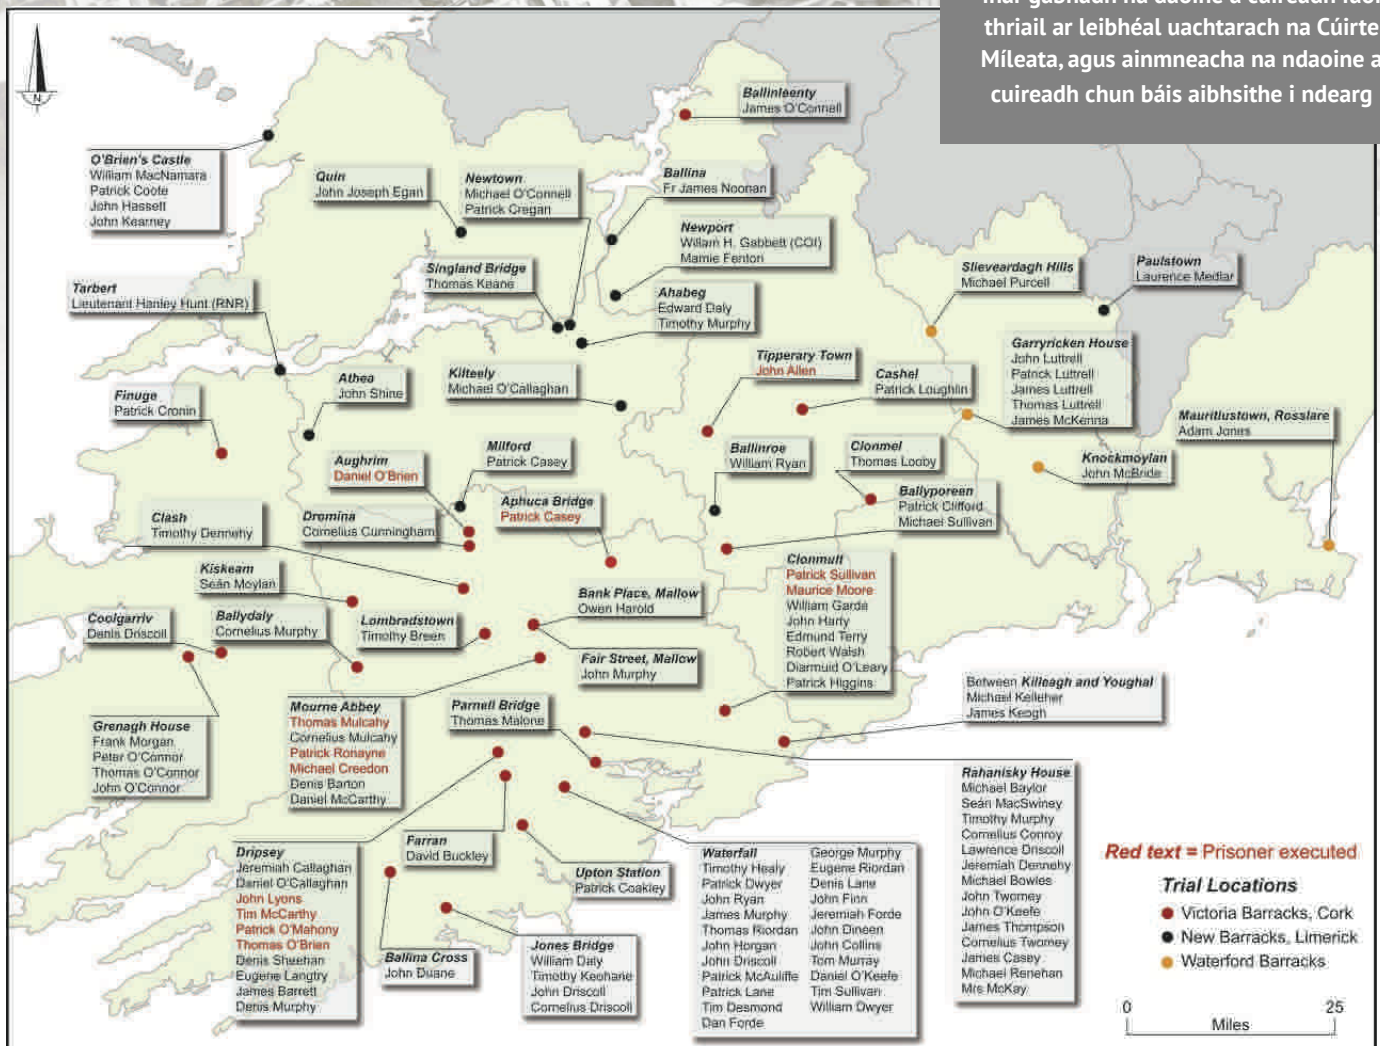 thriail ar leibhéal uachtarach na Cúirte
Míleata, agus ainmneacha na ndaoine a
cuireadh chun báis aibhsithe i ndearg
N
Ballinleenty
James O'Connell
O'Brien's Castle
William MacNamara
Patrick Coote
John Hassett
John Kearney
Quin
John Joseph Egan
Newtown
Michael O'Connell
Patrick Cregan
Ballina
Fr James Noonan
Newport
William H. Gabbett (COI)
Mamie Fenton
Singland Bridge
Thomas Keane
Ahabeg
Edward Daly
Timothy Murphy
Slieveardagh Hills
Michael Purcell
Paulstown
Laurence Medlar
Tarbert
Lieutenant Hanley Hunt (RNR)
Garryricken House
John Luttrell
Patrick Luttrell
James Luttrell
Thomas Luttrell
James McKenna
Tipperary Town
John Allen
Cashel
Patrick Loughlin
Finuge
Patrick Cronin
Athea
John Shine
Kilteely
Michael O'Callaghan
Mauritiustown, Rosslare
Adam Jones
Aughrim
Daniel O'Brien
Milford
Patrick Casey
Ballinroe
William Ryan
Clonmel
Thomas Looby
Knockmoylan
John McBride
Ballyporeen
Patrick Clifford
Michael Sullivan
Clash
Timothy Dennehy
Dromina
Cornelius Cunningham
Aphuca Bridge
Patrick Casey
Kiskeam
Seán Moylan
Clonmult
Patrick Sullivan
Maurice Moore
William Garde
John Harty
Edmund Terry
Robert Walsh
Diarmuid O'Leary
Patrick Higgins
Bank Place, Mallow
Owen Harold
Coolgarriv
Denis Driscoll
Ballydaly
Cornelius Murphy
Lombradstown
Timothy Breen
Fair Street, Mallow
John Murphy
Between Killeagh and Youghal
Michael Kelleher
James Keogh
Grenagh House
Frank Morgan
Peter O'Connor
Thomas O'Connor
John O'Connor
Mourne Abbey
Thomas Mulcahy
Cornelius Mulcahy
Patrick Ronayne
Michael Creedon
Denis Barton
Daniel McCarthy
Parnell Bridge
Thomas Malone
Rahanisky House
Michael Baylor
Seán MacSwiney
Timothy Murphy
Cornelius Conroy
Lawrence Driscoll
Jeremiah Dennehy
Michael Bowles
John Twomey
John O'Keefe
James Thompson
Cornelius Twomey
James Casey
Michael Renehan
Mrs McKay
Dripsey
Jeremiah Callaghan
Daniel O'Callaghan
John Lyons
Tim McCarthy
Patrick O'Mahony
Thomas O'Brien
Denis Sheehan
Eugene Langtry
James Barrett
Denis Murphy
Farran
David Buckley
Upton Station
Patrick Coakley
Ballina Cross
John Duane
Jones Bridge
William Daly
Timothy Keohane
John Driscoll
Cornelius Driscoll
Waterfall
Timothy Healy
Patrick Dwyer
John Ryan
James Murphy
Thomas Riordan
John Horgan
John Driscoll
Patrick McAuliffe
Patrick Lane
Tim Desmond
Dan Forde
George Murphy
Eugene Riordan
Denis Lane
John Finn
Jeremiah Forde
John Dineen
John Collins
Tom Murray
Daniel O'Keefe
Tim Sullivan
William Dwyer
Red text = Prisoner executed
Trial Locations
Victoria Barracks, Cork
New Barracks, Limerick
Waterford Barracks
0 25
Miles